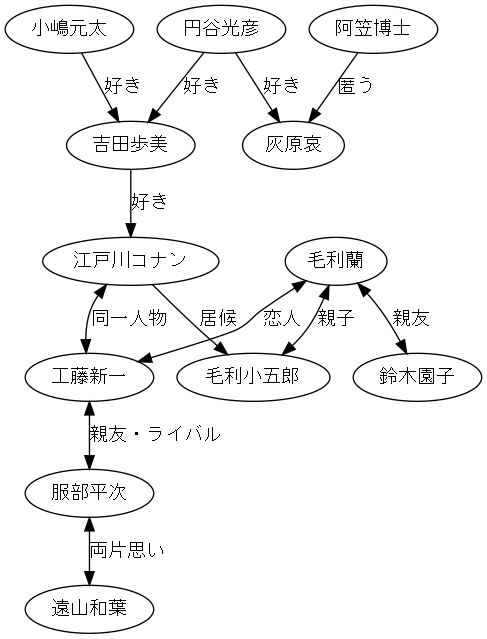 小嶋元太
円谷光彦
阿笠博士
好き
好き
好き
匿う
吉田歩美
灰原哀
好き
江戸川コナン
毛利蘭
同一人物
居候
恋人
親子
親友
工藤新一
毛利小五郎
鈴木園子
親友・ライバル
服部平次
両片思い
遠山和葉